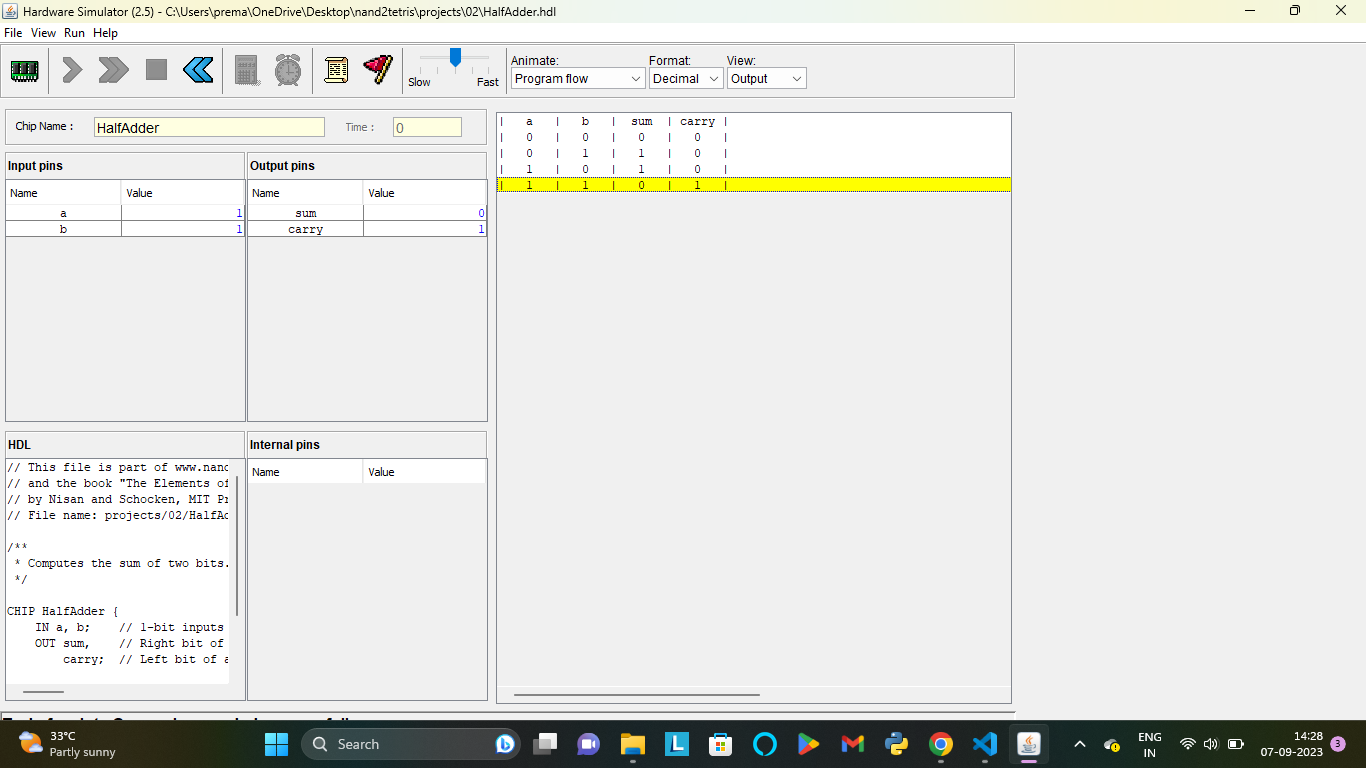 Hardware Simulator (2.5) - C:\Users\prema\OneDrive\Desktop\nand2tetris\projects\02\HalfAdder.hdl
File View Run Help
Slow Fast
Animate: Format: View:
Program flow Decimal Output
Chip Name : HalfAdder Time : 0
Input pins Output pins
Name Value Name Value
a 1 sum 0
b 1 carry 1
| a | b | sum | carry |
| 0 | 0 | 0 | 0 |
| 0 | 1 | 1 | 0 |
| 1 | 0 | 1 | 0 |
| 1 | 1 | 0 | 1 |
HDL Internal pins
Name Value
// This file is part of www.nand
// and the book "The Elements of
// by Nisan and Schocken, MIT Pr
// File name: projects/02/HalfAd
/**
* Computes the sum of two bits.
*/
CHIP HalfAdder {
IN a, b; // 1-bit inputs
OUT sum, // Right bit of
carry; // Left bit of a
33°C
Partly sunny
Search
ENG
IN
14:28
07-09-2023
3